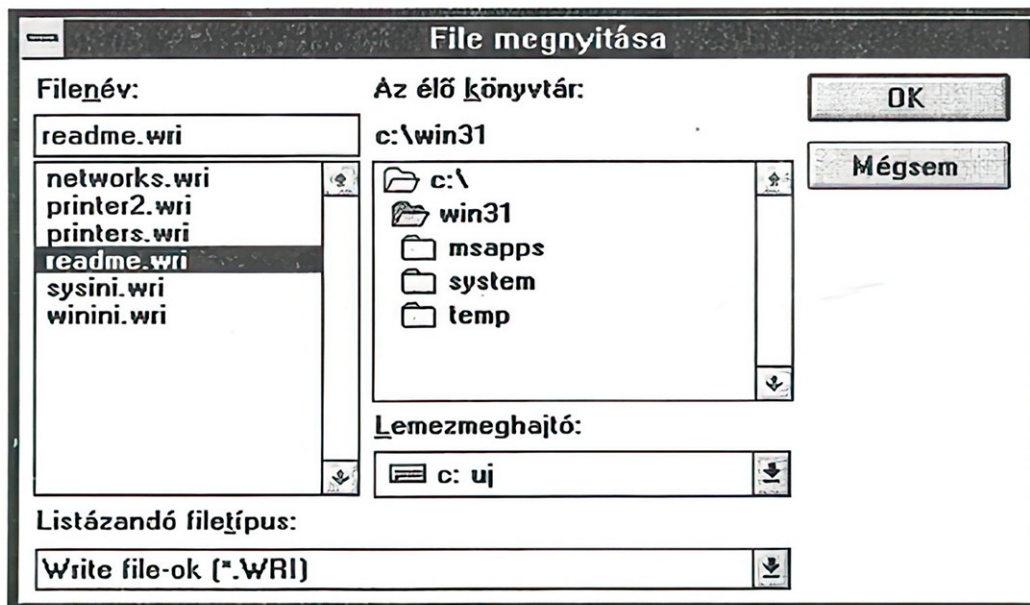 File megnyitása
Filenév:
readme.wri
networks.wri
printer2.wri
printers.wri
readme.wri
sysini.wri
winini.wri
Listázandó filetípus:
Write file-ok (*.WRI)
Az élő könyvtár:
c:\win31
c:\
win31
msapps
system
temp
Lemezmeghajtó:
c: uj
OK
Mégsem